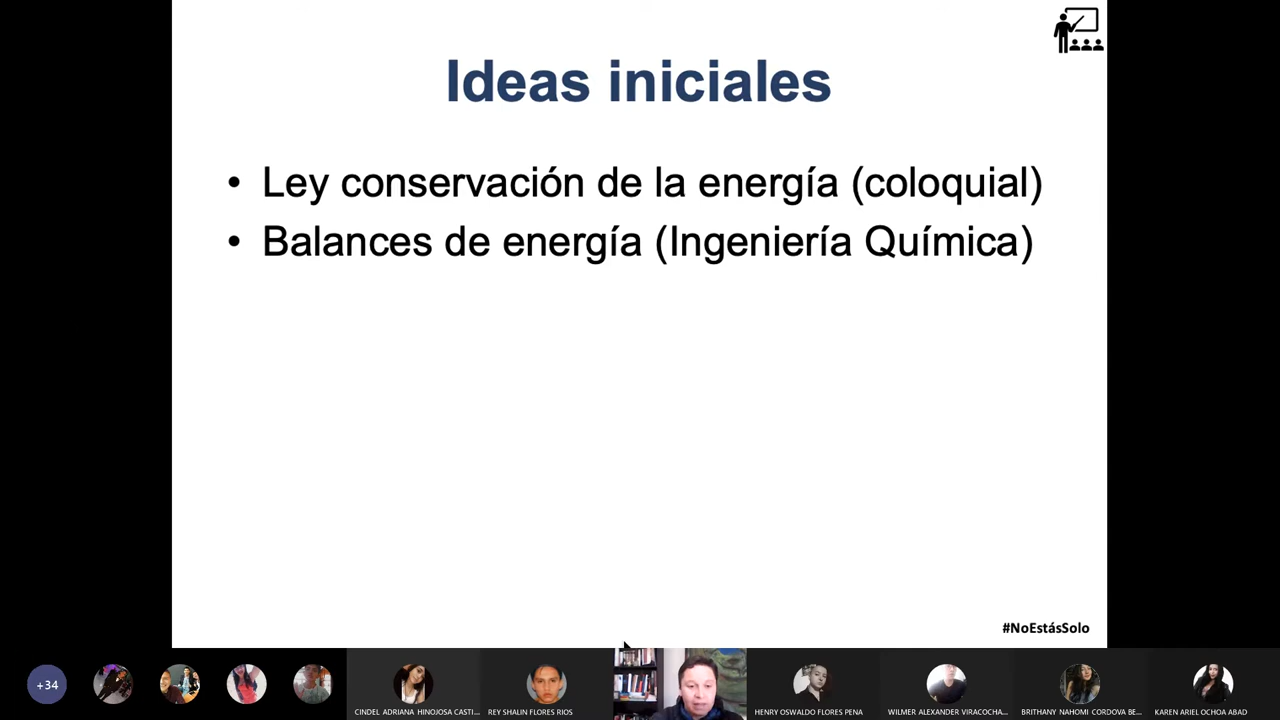 Ideas iniciales
• Ley conservación de la energía (coloquial)
• Balances de energía (Ingeniería Química)
#NoEstásSolo
+34
CINDEL ADRIANA HINOJOSA CASTI...
REY SHALIN FLORES RIOS
HENRY OSWALDO FLORES PENA
WILMER ALEXANDER VIRACOCHA...
BRITHANY NAHOMI CORDOVA BE...
KAREN ARIEL OCHOA ABAD